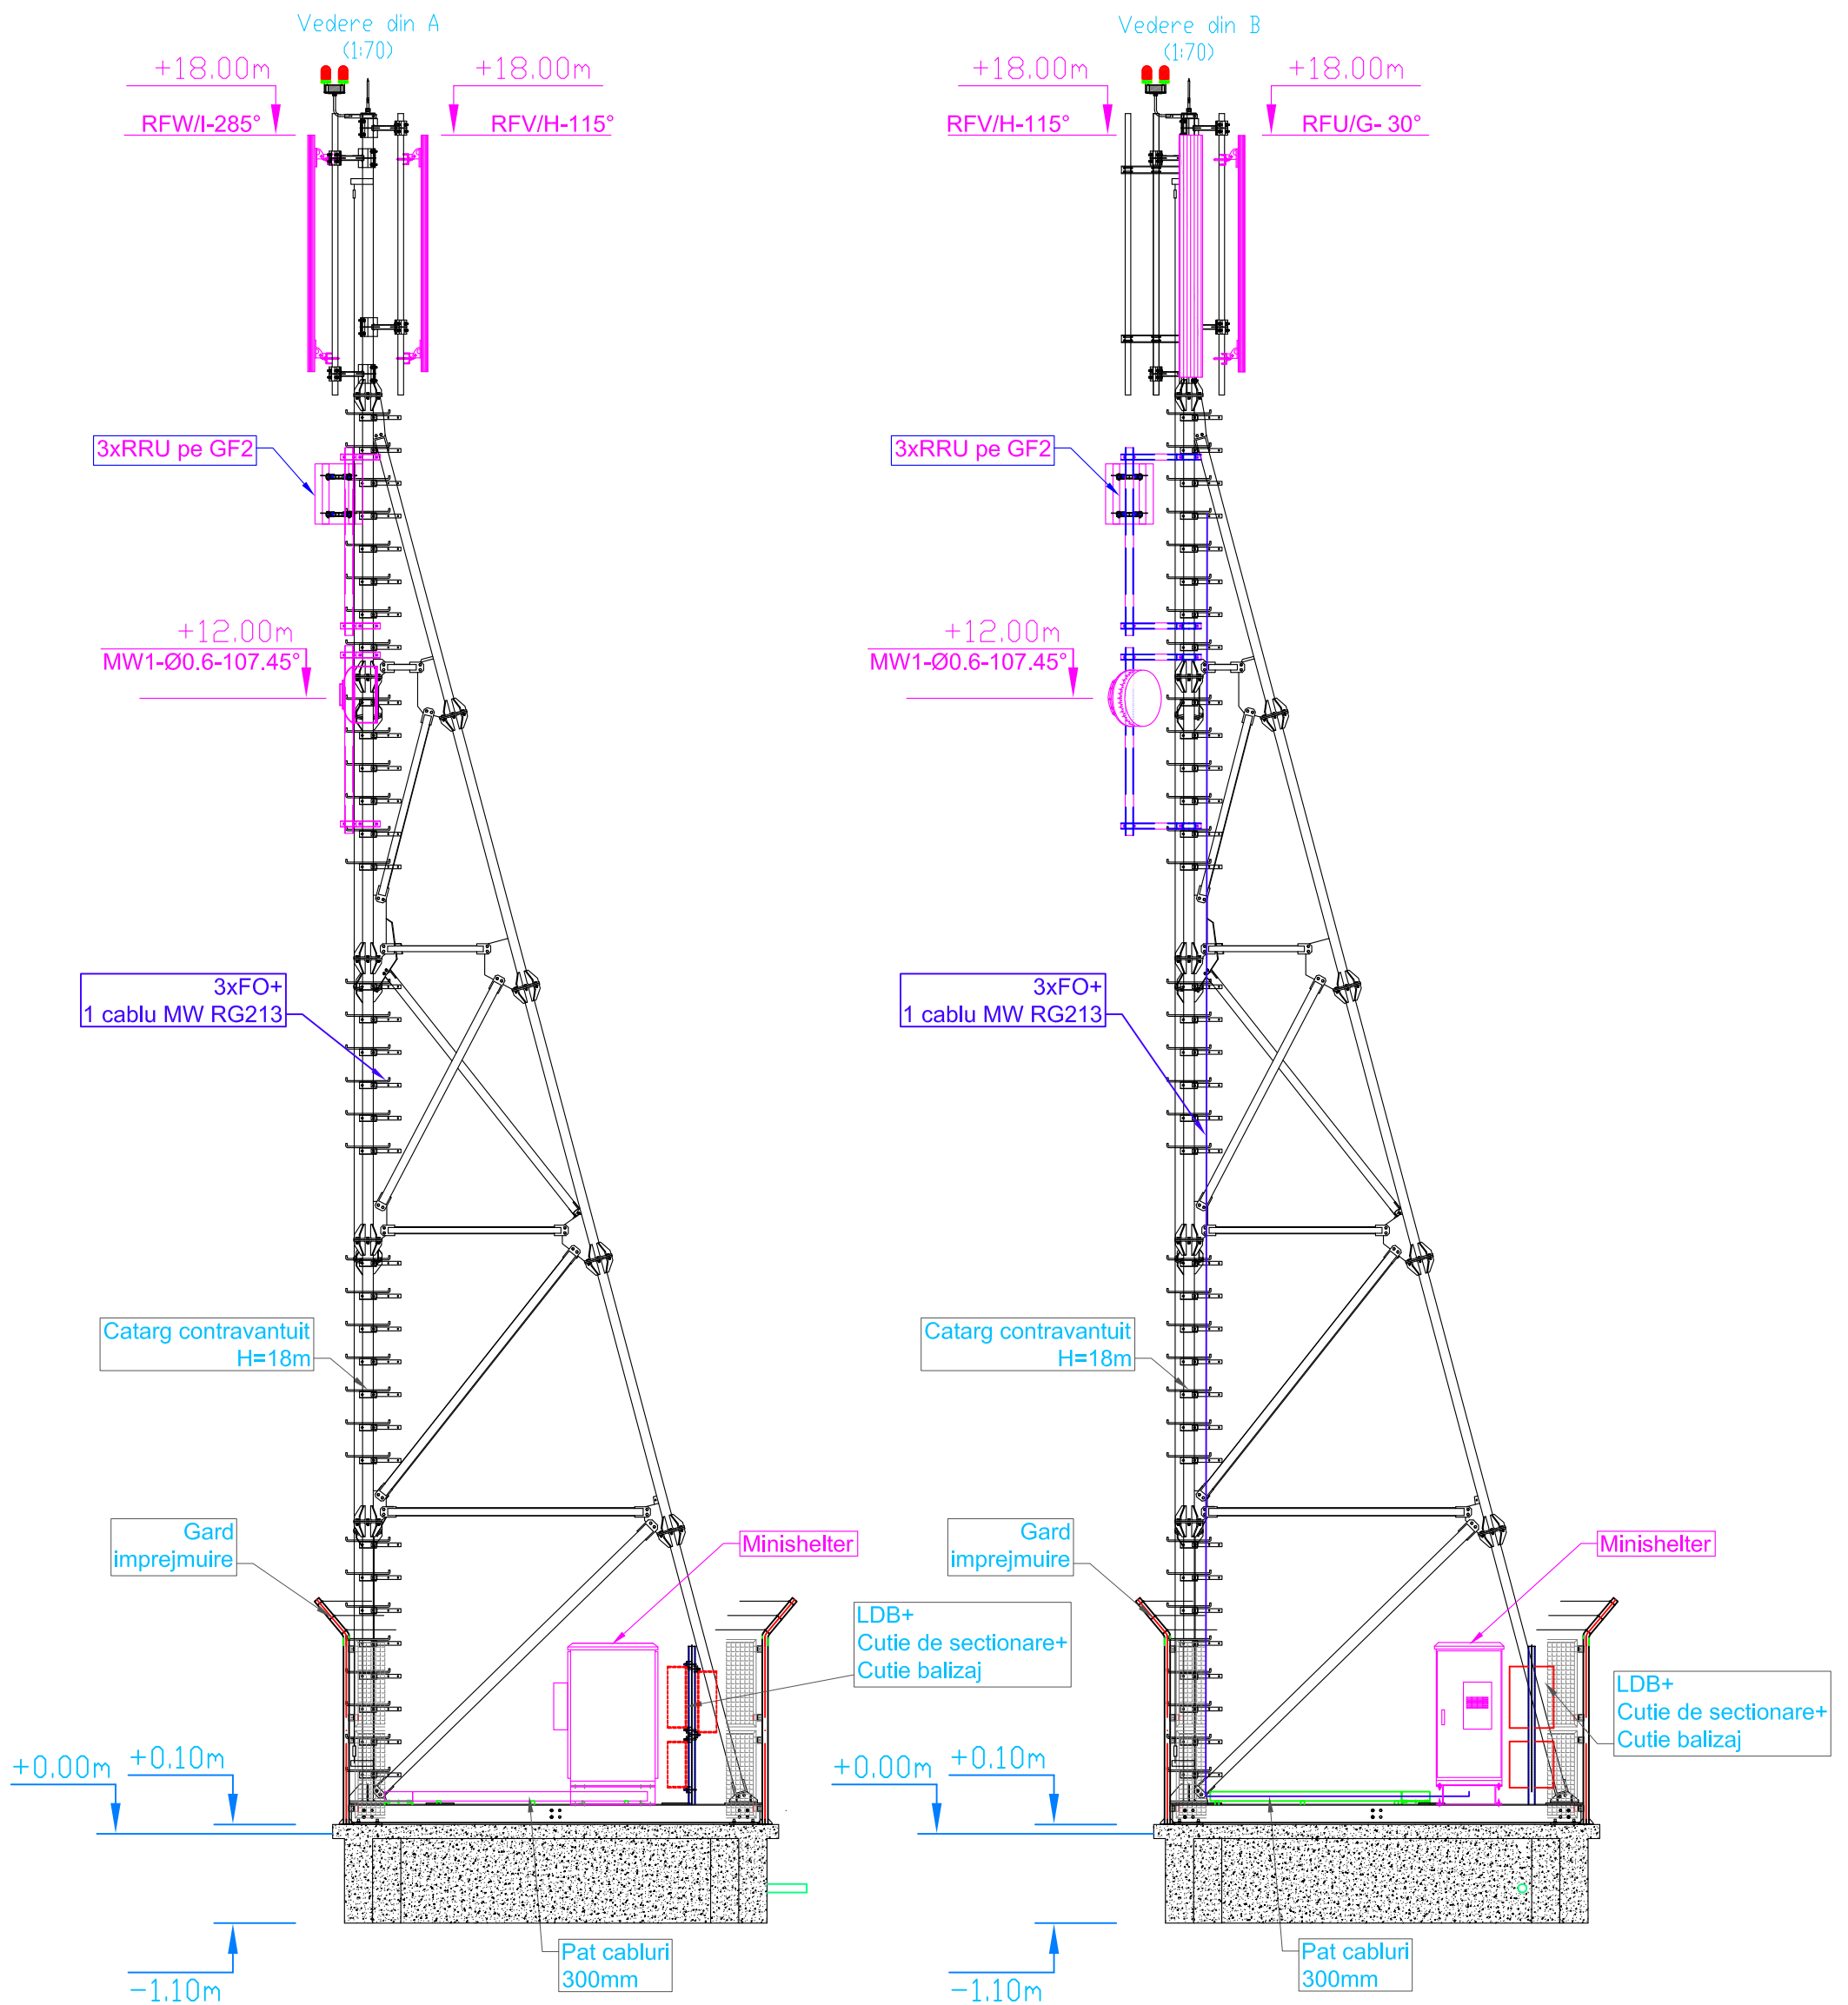 Vedere din A
(1:70)
+18.00m
+18.00m
RFW/I-285°
RFV/H-115°
3xRRU pe GF2
+12.00m
MW1-Ø0.6-107.45°
3xFO+
1 cablu MW RG213
Catarg contravantuit
H=18m
Gard
imprejmuire
Minishelter
LDB+
Cutie de sectionare+
Cutie balizaj
+0.00m
+0.10m
-1.10m
Pat cabluri
300mm
Vedere din B
(1:70)
+18.00m
+18.00m
RFV/H-115°
RFU/G- 30°
3xRRU pe GF2
+12.00m
MW1-Ø0.6-107.45°
3xFO+
1 cablu MW RG213
Catarg contravantuit
H=18m
Gard
imprejmuire
Minishelter
LDB+
Cutie de sectionare+
Cutie balizaj
+0.00m
+0.10m
-1.10m
Pat cabluri
300mm